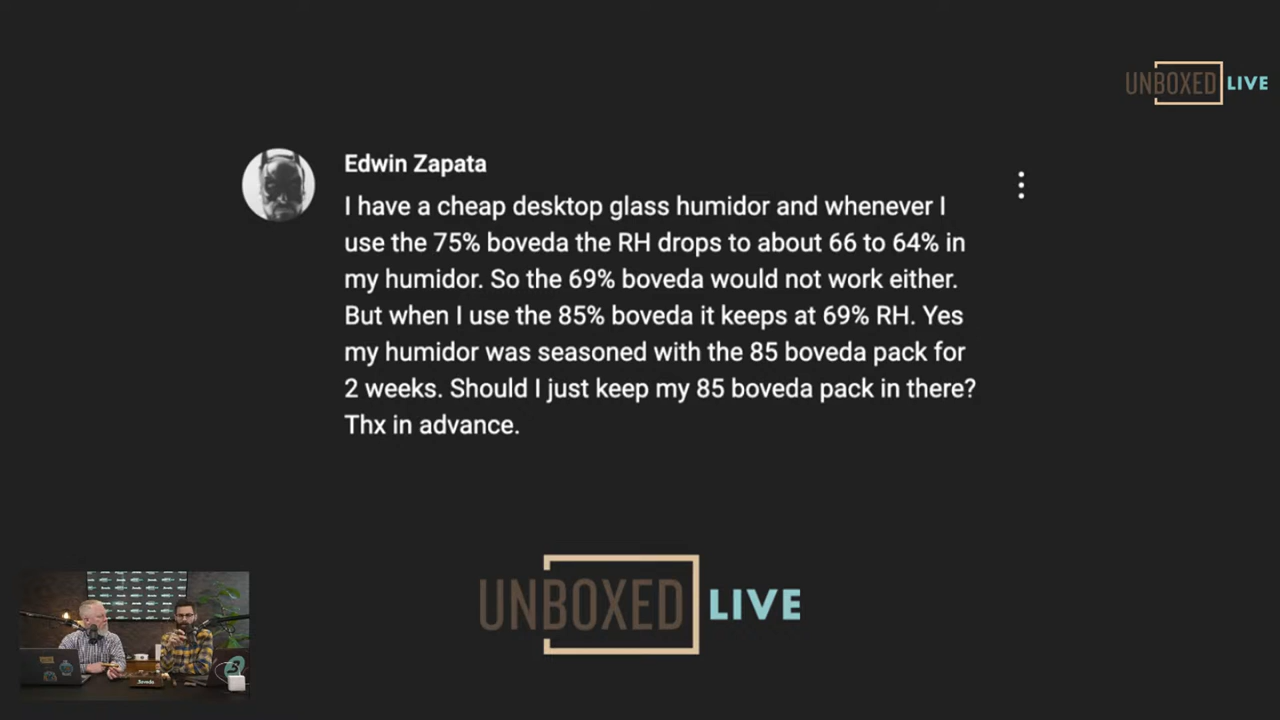 UNBOXED LIVE
Edwin Zapata
I have a cheap desktop glass humidor and whenever I
use the 75% boveda the RH drops to about 66 to 64% in
my humidor. So the 69% boveda would not work either.
But when I use the 85% boveda it keeps at 69% RH. Yes
my humidor was seasoned with the 85 boveda pack for
2 weeks. Should I just keep my 85 boveda pack in there?
Thx in advance.
UNBOXED LIVE
Boveda